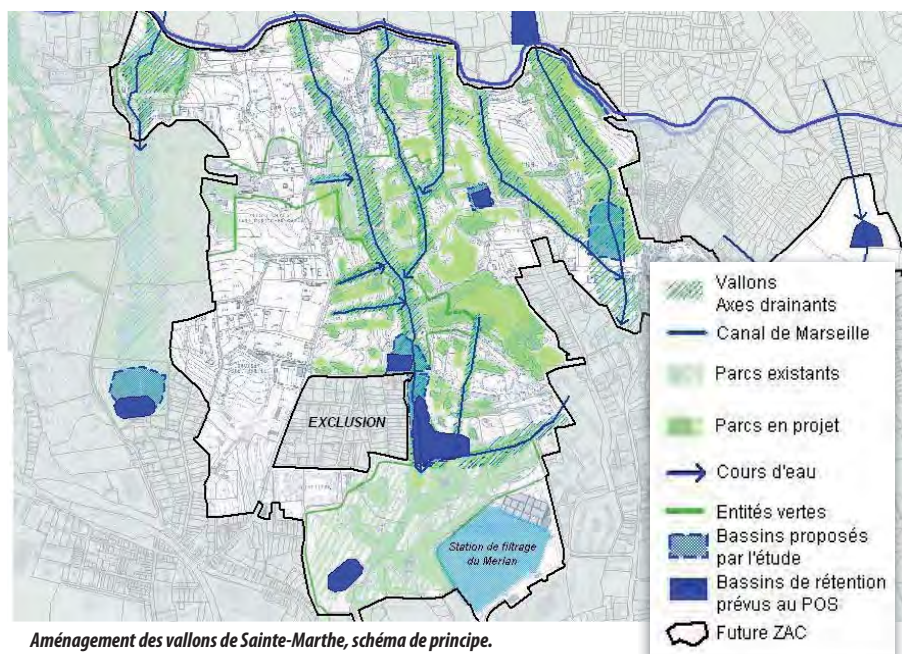 EXCLUSION
Station de filtrage
du Merlan
Vallons
Axes drainants
Canal de Marseille
Parcs existants
Parcs en projet
Cours d'eau
Entités vertes
Bassins proposés
par l'étude
Bassins de rétention
prévus au POS
Future ZAC
Aménagement des vallons de Sainte-Marthe, schéma de principe.